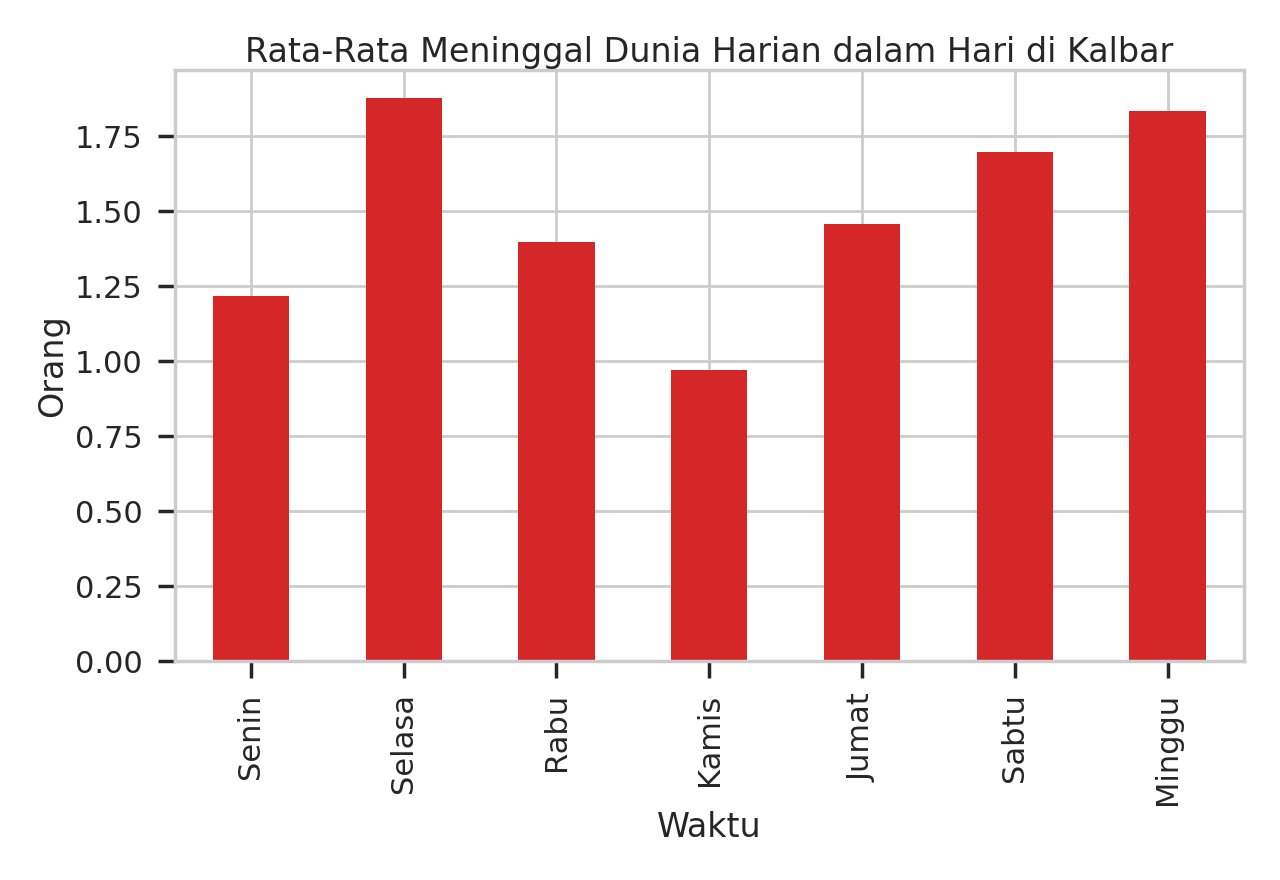 Rata-Rata Meninggal Dunia Harian dalam Hari di Kalbar
1.75
1.50
1.25
1.00
0.75
0.50
0.25
0.00
Orang
Senin
Selasa
Rabu
Kamis
Jumat
Sabtu
Minggu
Waktu